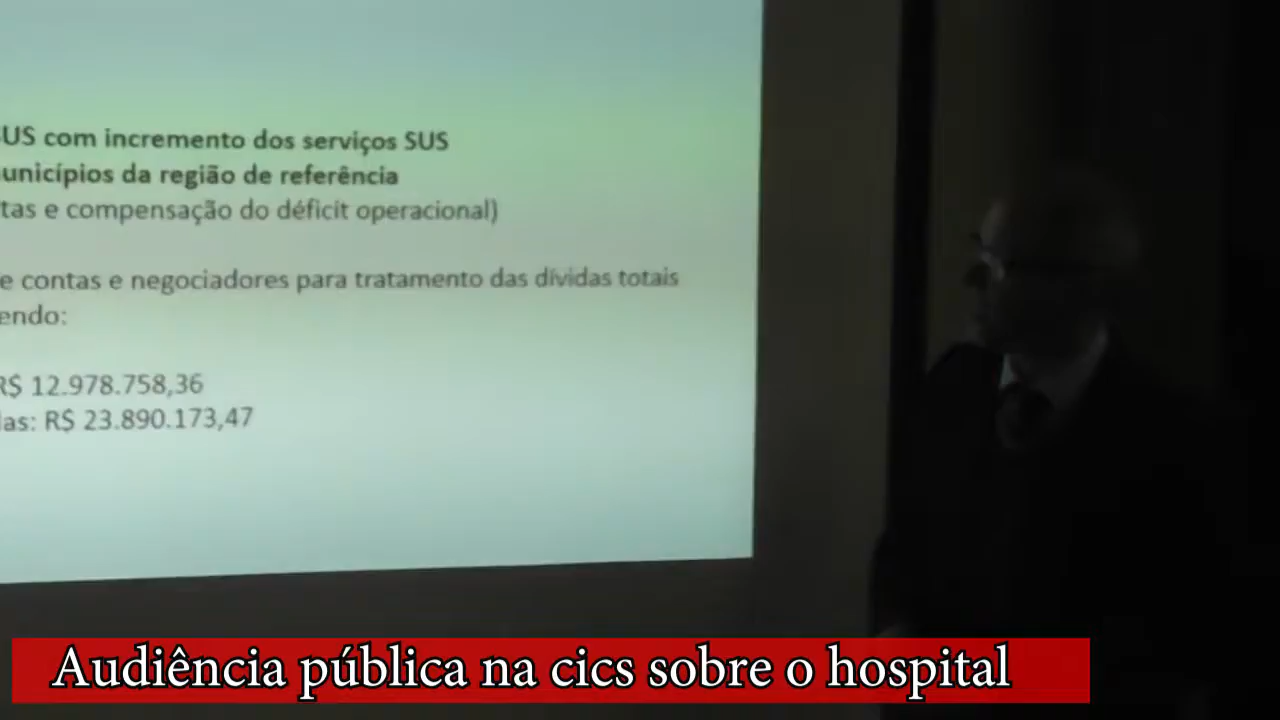 SUS com incremento dos serviços SUS
unicípios da região de referência
tas e compensação do déficit operacional)
e contas e negociadores para tratamento das dívidas totais
endo:
R$ 12.978.758,36
las: R$ 23.890.173,47
Audiência pública na cics sobre o hospital